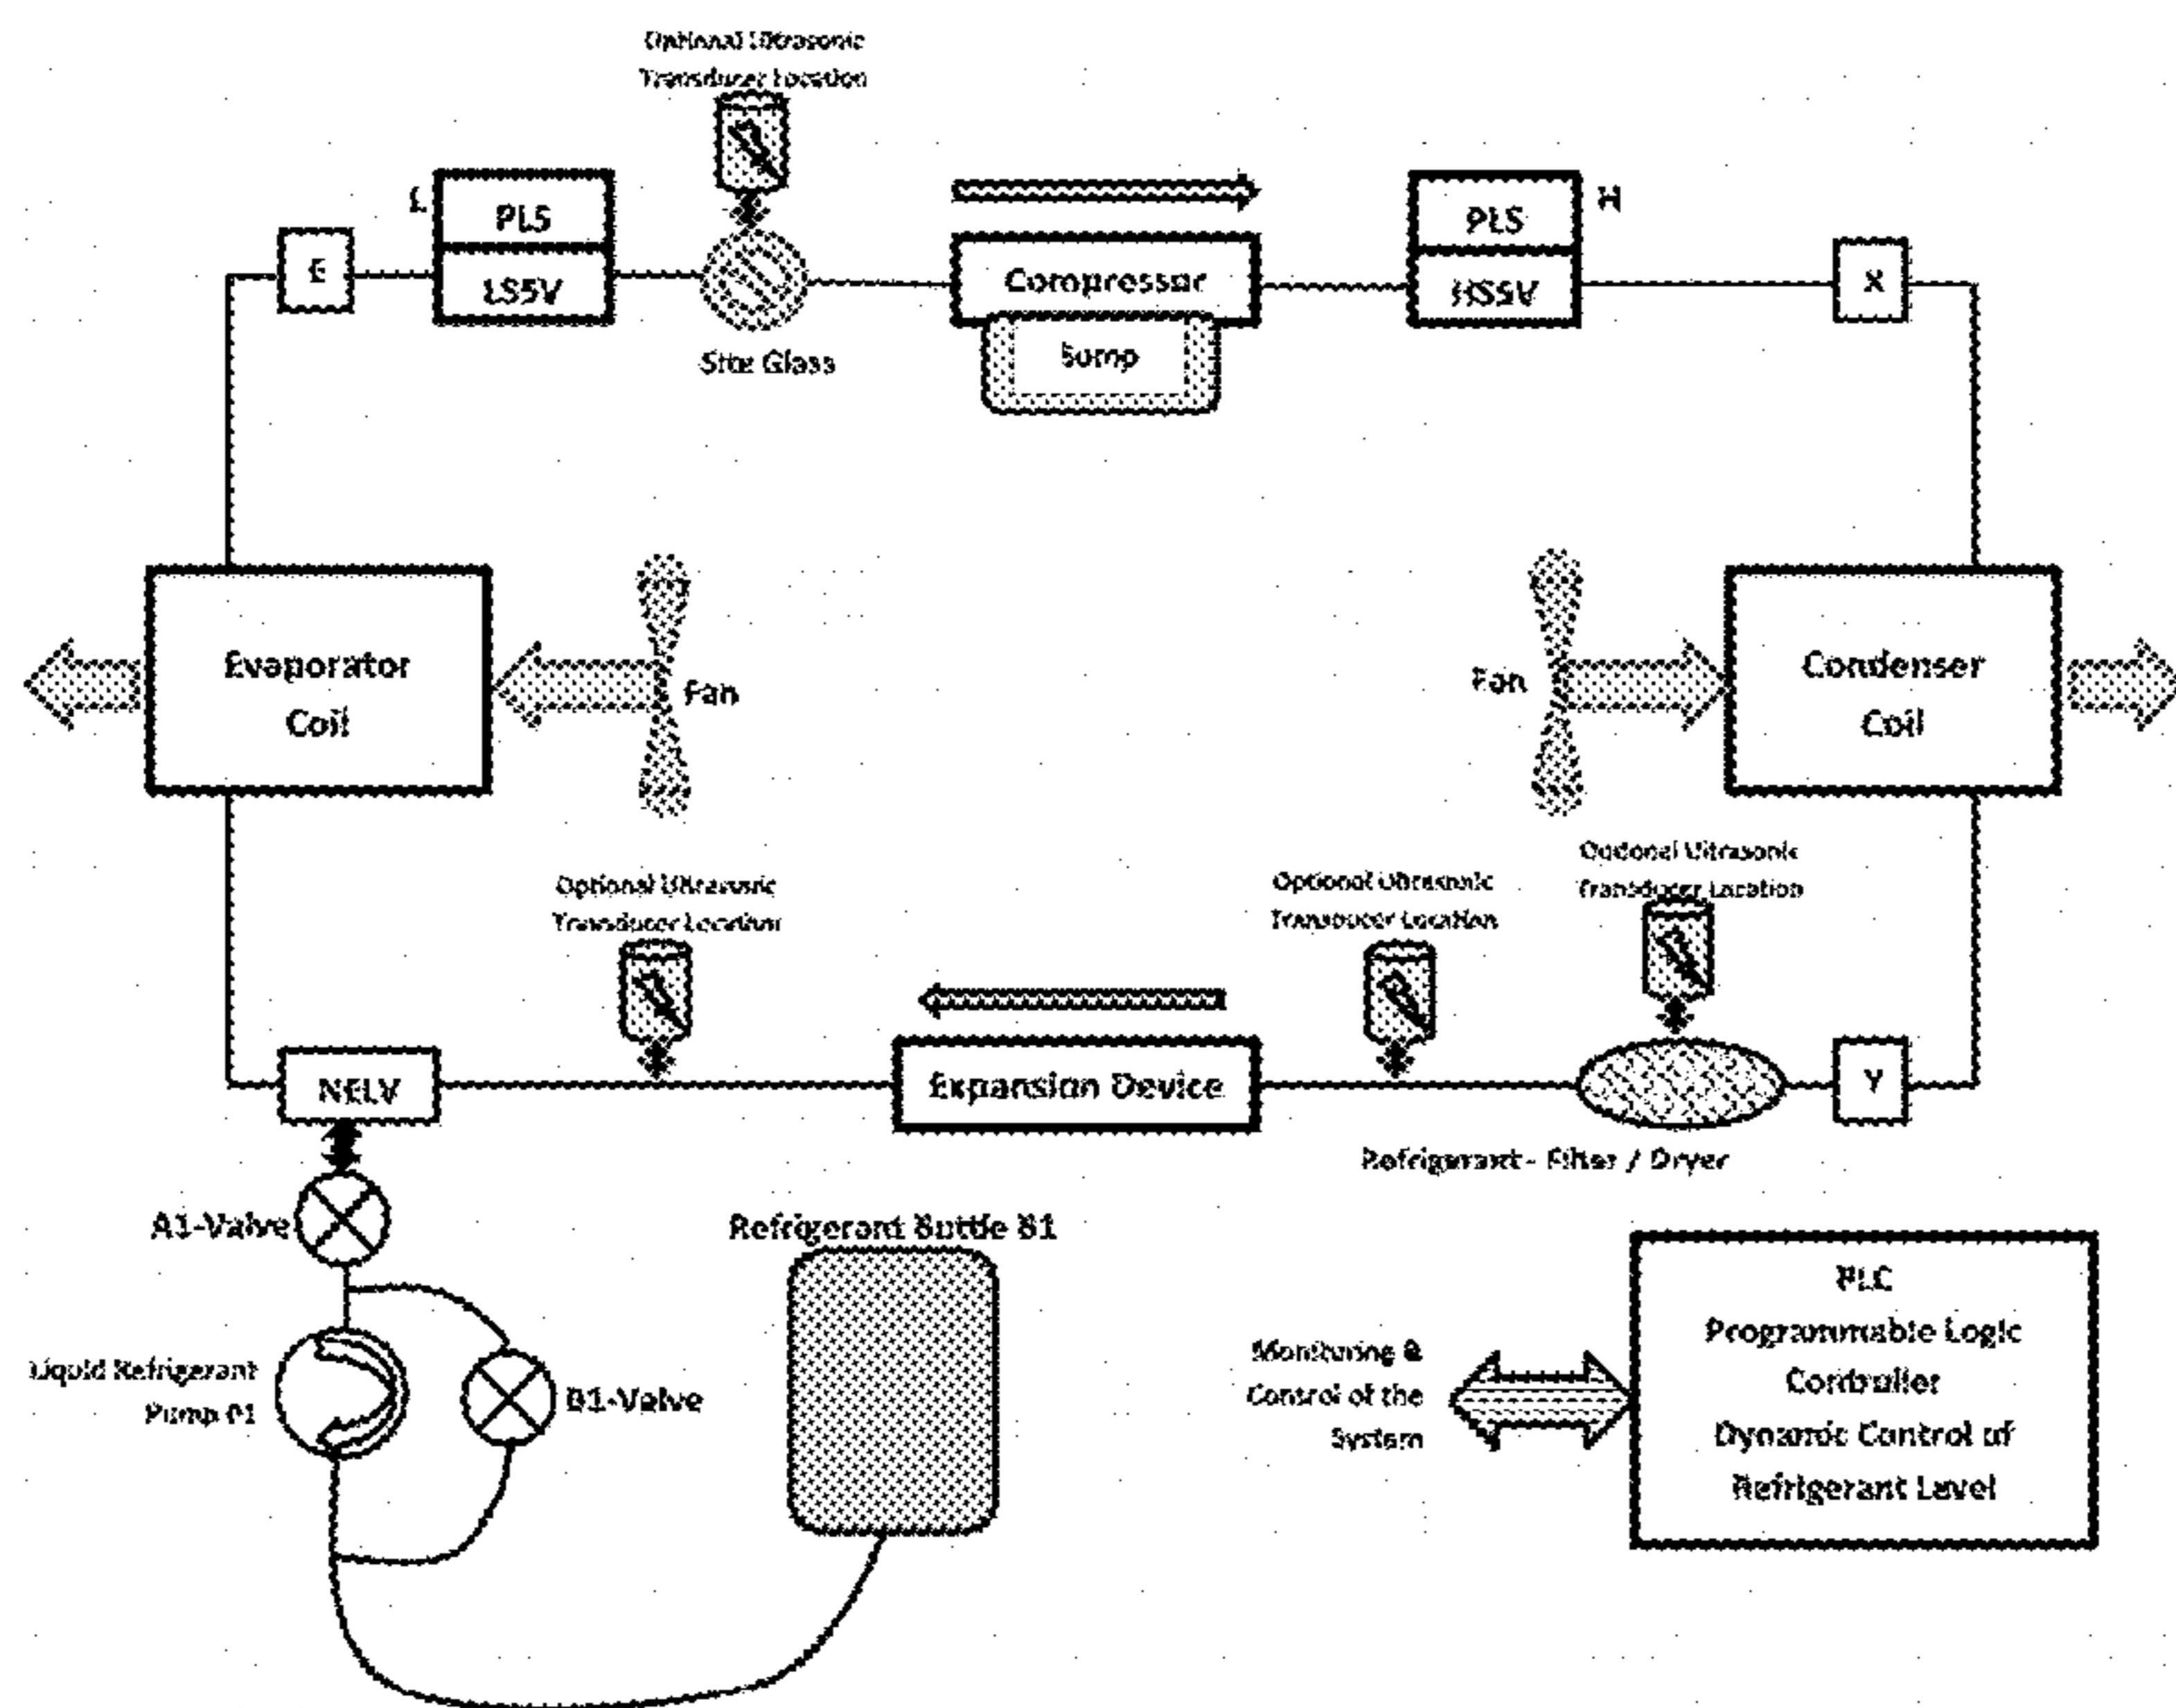 Optional Ultrasonic
Transducer Location
L
PLS
H
PLS
E
LSSV
Compressor
HSSV
X
Site Glass
Sump
Evaporator
Coil
Fan
Fan
Condenser
Coil
Optional Ultrasonic
Transducer Location
Optional Ultrasonic
Transducer Location
Optional Ultrasonic
Transducer Location
NELV
Expansion Device
Y
Refrigerant- Filter / Dryer
A1-Valve
Refrigerant Bottle B1
Liquid Refrigerant
Pump
B1-Valve
Monitoring &
Control of the
System
PLC
Programmable Logic
Controller
Dynamic Control of
Refrigerant Level